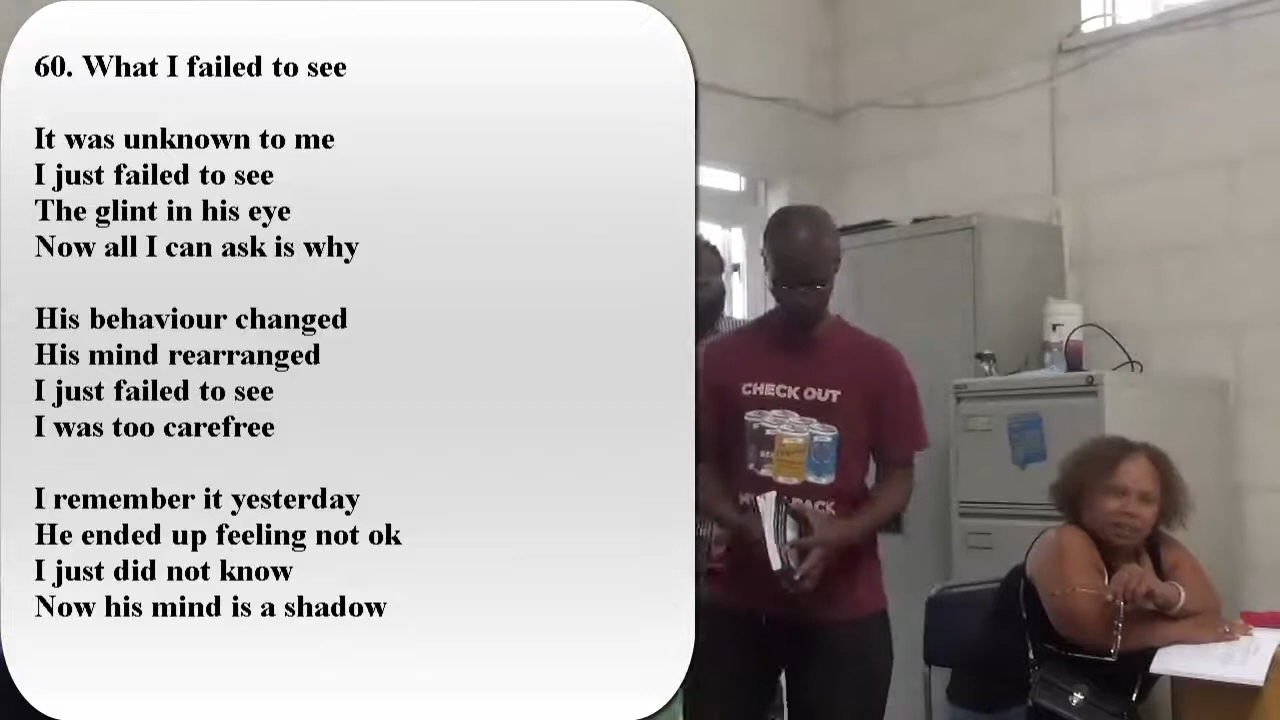 60. What I failed to see
It was unknown to me
I just failed to see
The glint in his eye
Now all I can ask is why
His behaviour changed
His mind rearranged
I just failed to see
I was too carefree
I remember it yesterday
He ended up feeling not ok
I just did not know
Now his mind is a shadow
CHECK OUT